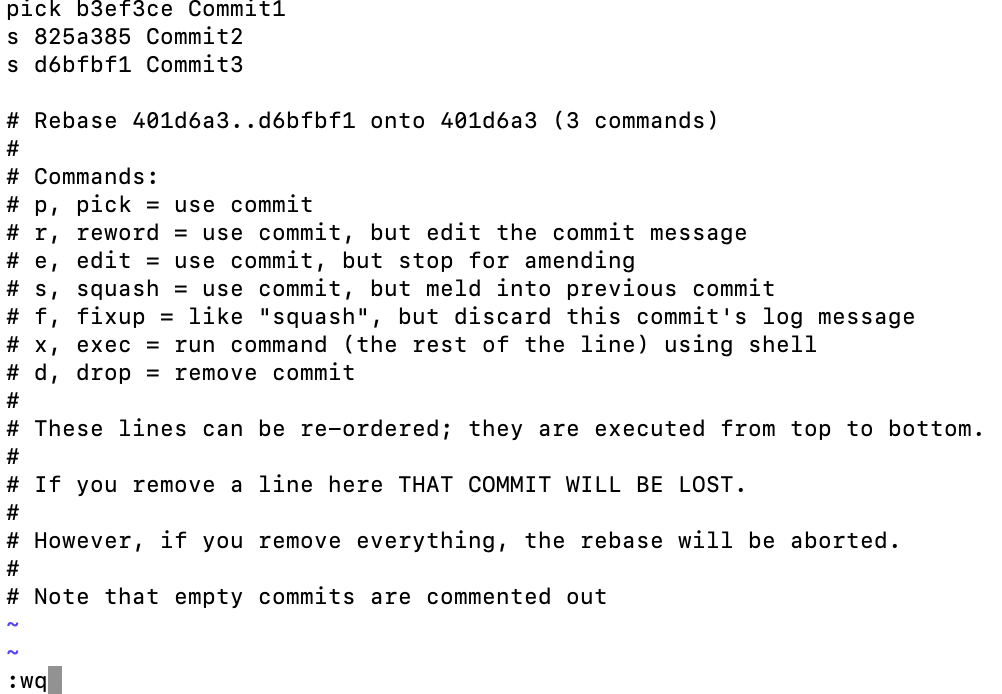 pick b3ef3ce Commit1
s 825a385 Commit2
s d6bfbf1 Commit3
# Rebase 401d6a3..d6bfbf1 onto 401d6a3 (3 commands)
#
# Commands:
# p, pick = use commit
# r, reword = use commit, but edit the commit message
# e, edit = use commit, but stop for amending
# s, squash = use commit, but meld into previous commit
# f, fixup = like "squash", but discard this commit's log message
# x, exec = run command (the rest of the line) using shell
# d, drop = remove commit
#
# These lines can be re-ordered; they are executed from top to bottom.
#
# If you remove a line here THAT COMMIT WILL BE LOST.
#
# However, if you remove everything, the rebase will be aborted.
#
# Note that empty commits are commented out
~
~
:wq